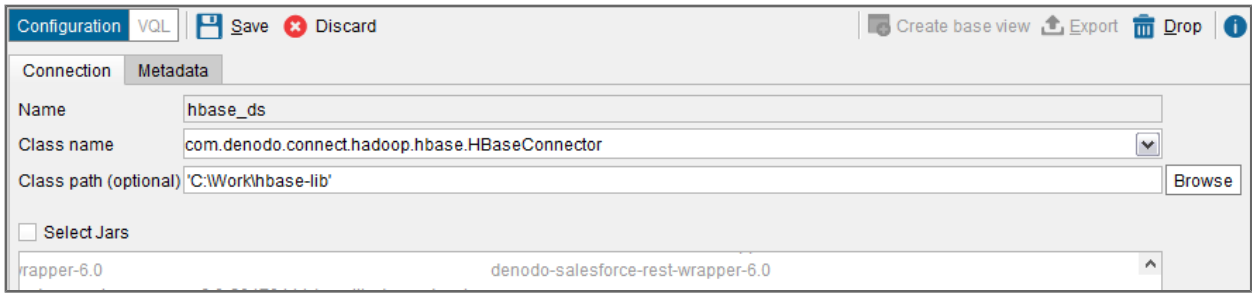 Configuration VQL Save Discard Create base view Export Drop
Connection Metadata
Name hbase_ds
Class name com.denodo.connect.hadoop.hbase.HBaseConnector
Class path (optional) 'C:\Work\hbase-lib' Browse
Select Jars
rapper-6.0 denodo-salesforce-rest-wrapper-6.0